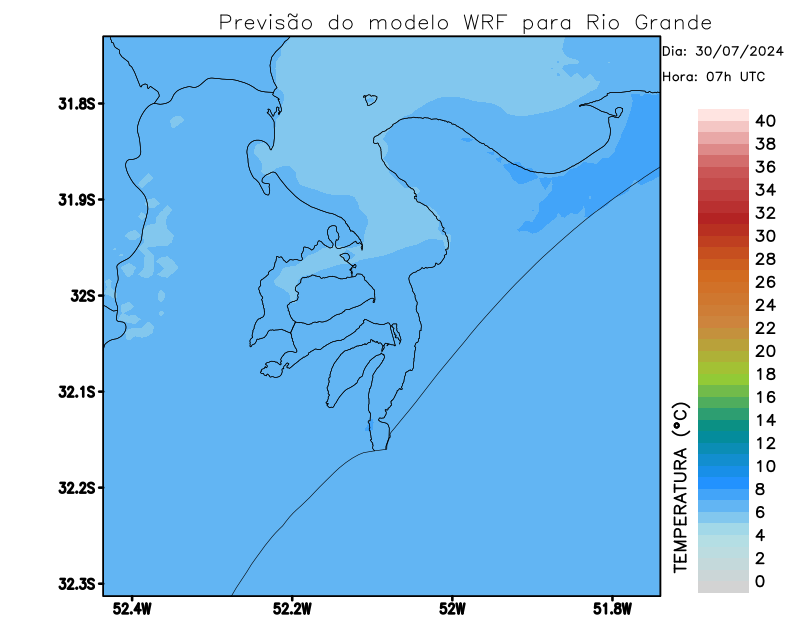 Previsão do modelo WRF para Rio Grande
Dia: 30/07/2024
Hora: 07h UTC
31.8S
31.9S
32S
32.1S
32.2S
32.3S
52.4W
52.2W
52W
51.8W
TEMPERATURA (°C)
40
38
36
34
32
30
28
26
24
22
20
18
16
14
12
10
8
6
4
2
0